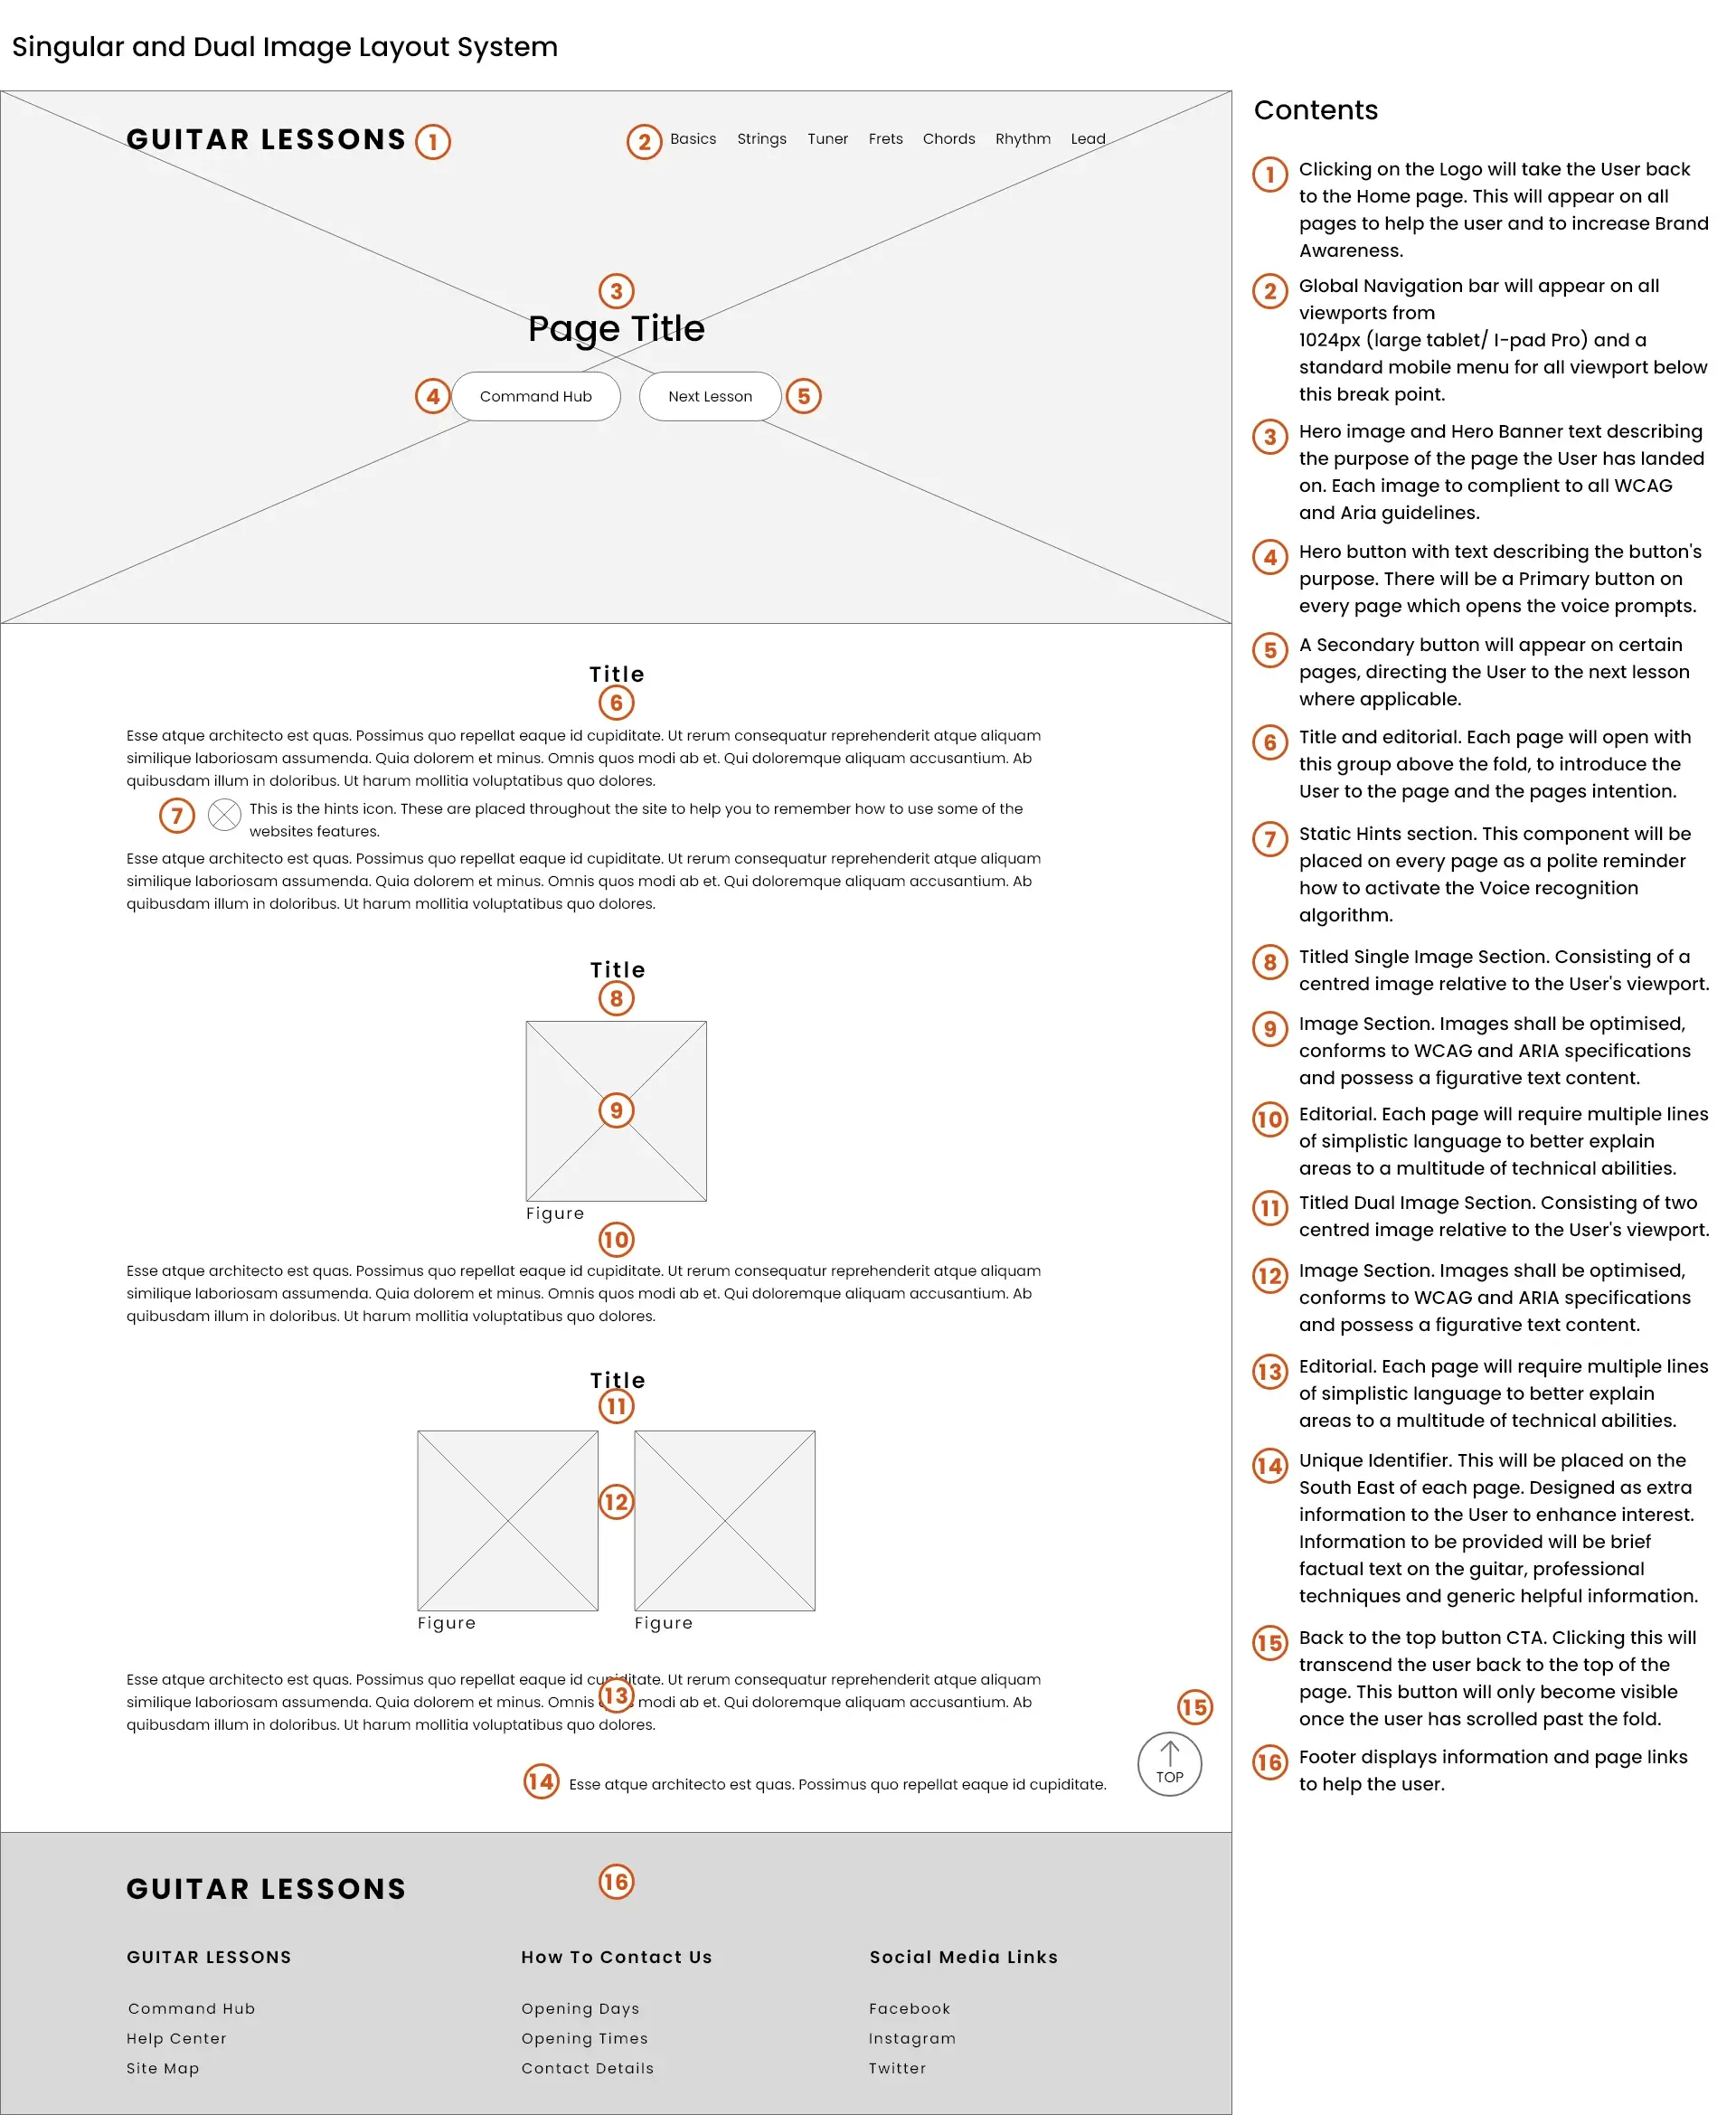 Singular and Dual Image Layout System
GUITAR LESSONS 1
2 Basics Strings Tuner Frets Chords Rhythm Lead
3
Page Title
4 Command Hub Next Lesson 5
Title
6
Esse atque architecto est quas. Possimus quo repellat eaque id cupiditate. Ut rerum consequatur reprehenderit atque aliquam
similique laboriosam assumenda. Quia dolorem et minus. Omnis quos modi ab et. Qui doloremque aliquam accusantium. Ab
quibusdam illum in doloribus. Ut harum mollitia voluptatibus quo dolores.
7 This is the hints icon. These are placed throughout the site to help you to remember how to use some of the
websites features.
Esse atque architecto est quas. Possimus quo repellat eaque id cupiditate. Ut rerum consequatur reprehenderit atque aliquam
similique laboriosam assumenda. Quia dolorem et minus. Omnis quos modi ab et. Qui doloremque aliquam accusantium. Ab
quibusdam illum in doloribus. Ut harum mollitia voluptatibus quo dolores.
Title
8
9
Figure
10
Esse atque architecto est quas. Possimus quo repellat eaque id cupiditate. Ut rerum consequatur reprehenderit atque aliquam
similique laboriosam assumenda. Quia dolorem et minus. Omnis quos modi ab et. Qui doloremque aliquam accusantium. Ab
quibusdam illum in doloribus. Ut harum mollitia voluptatibus quo dolores.
Title
11
12
Figure Figure
Esse atque architecto est quas. Possimus quo repellat eaque id cupiditate. Ut rerum consequatur reprehenderit atque aliquam
13
similique laboriosam assumenda. Quia dolorem et minus. Omnis modi ab et. Qui doloremque aliquam accusantium. Ab
quibusdam illum in doloribus. Ut harum mollitia voluptatibus quo dolores.
15
TOP
14 Esse atque architecto est quas. Possimus quo repellat eaque id cupiditate.
16
GUITAR LESSONS
GUITAR LESSONS
Command Hub
Help Center
Site Map
How To Contact Us
Opening Days
Opening Times
Contact Details
Social Media Links
Facebook
Instagram
Twitter
Contents
1 Clicking on the Logo will take the User back
to the Home page. This will appear on all
pages to help the user and to increase Brand
Awareness.
2 Global Navigation bar will appear on all
viewports from
1024px (large tablet/ I-pad Pro) and a
standard mobile menu for all viewport below
this break point.
3 Hero image and Hero Banner text describing
the purpose of the page the User has landed
on. Each image to complient to all WCAG
and Aria guidelines.
4 Hero button with text describing the button's
purpose. There will be a Primary button on
every page which opens the voice prompts.
5 A Secondary button will appear on certain
pages, directing the User to the next lesson
where applicable.
6 Title and editorial. Each page will open with
this group above the fold, to introduce the
User to the page and the pages intention.
7 Static Hints section. This component will be
placed on every page as a polite reminder
how to activate the Voice recognition
algorithm.
8 Titled Single Image Section. Consisting of a
centred image relative to the User's viewport.
9 Image Section. Images shall be optimised,
conforms to WCAG and ARIA specifications
and possess a figurative text content.
10 Editorial. Each page will require multiple lines
of simplistic language to better explain
areas to a multitude of technical abilities.
11 Titled Dual Image Section. Consisting of two
centred image relative to the User's viewport.
12 Image Section. Images shall be optimised,
conforms to WCAG and ARIA specifications
and possess a figurative text content.
13 Editorial. Each page will require multiple lines
of simplistic language to better explain
areas to a multitude of technical abilities.
14 Unique Identifier. This will be placed on the
South East of each page. Designed as extra
information to the User to enhance interest.
Information to be provided will be brief
factual text on the guitar, professional
techniques and generic helpful information.
15 Back to the top button CTA. Clicking this will
transcend the user back to the top of the
page. This button will only become visible
once the user has scrolled past the fold.
16 Footer displays information and page links
to help the user.